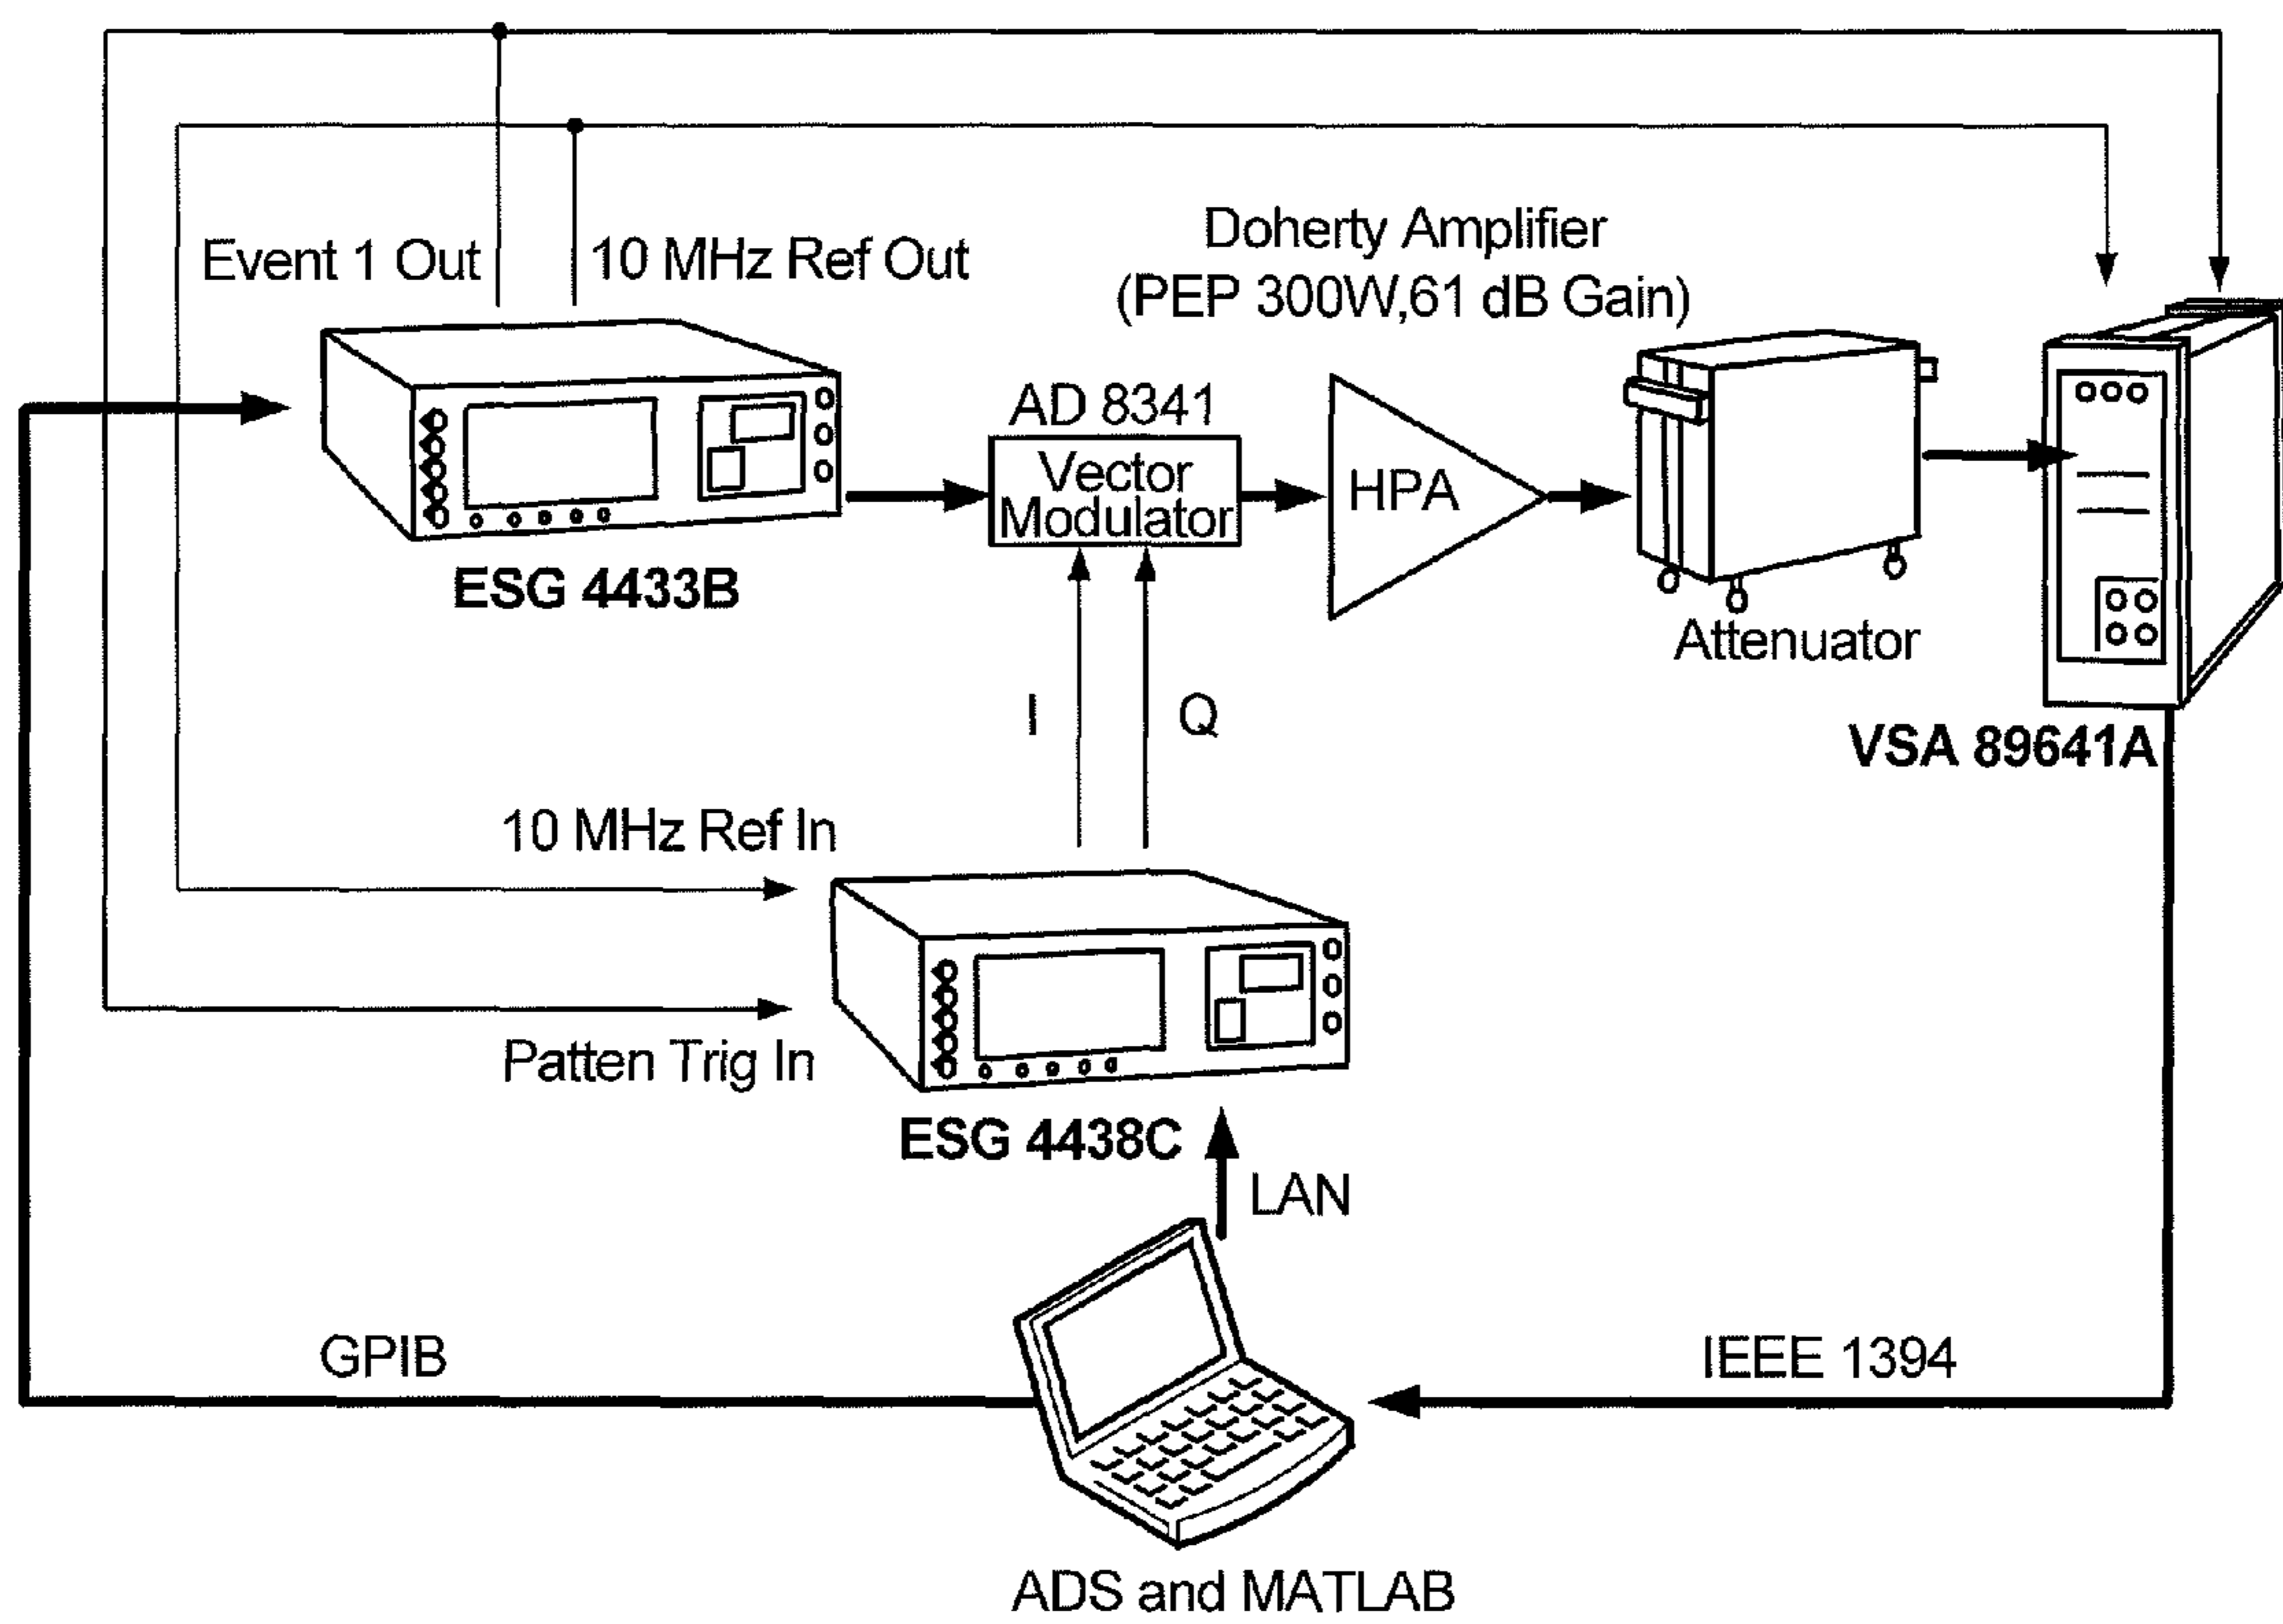 Event 1 Out
10 MHz Ref Out
Doherty Amplifier
(PEP 300W,61 dB Gain)
AD 8341
Vector
Modulator
HPA
ESG 4433B
Attenuator
I
Q
VSA 89641A
10 MHz Ref In
Patten Trig In
ESG 4438C
LAN
GPIB
IEEE 1394
ADS and MATLAB